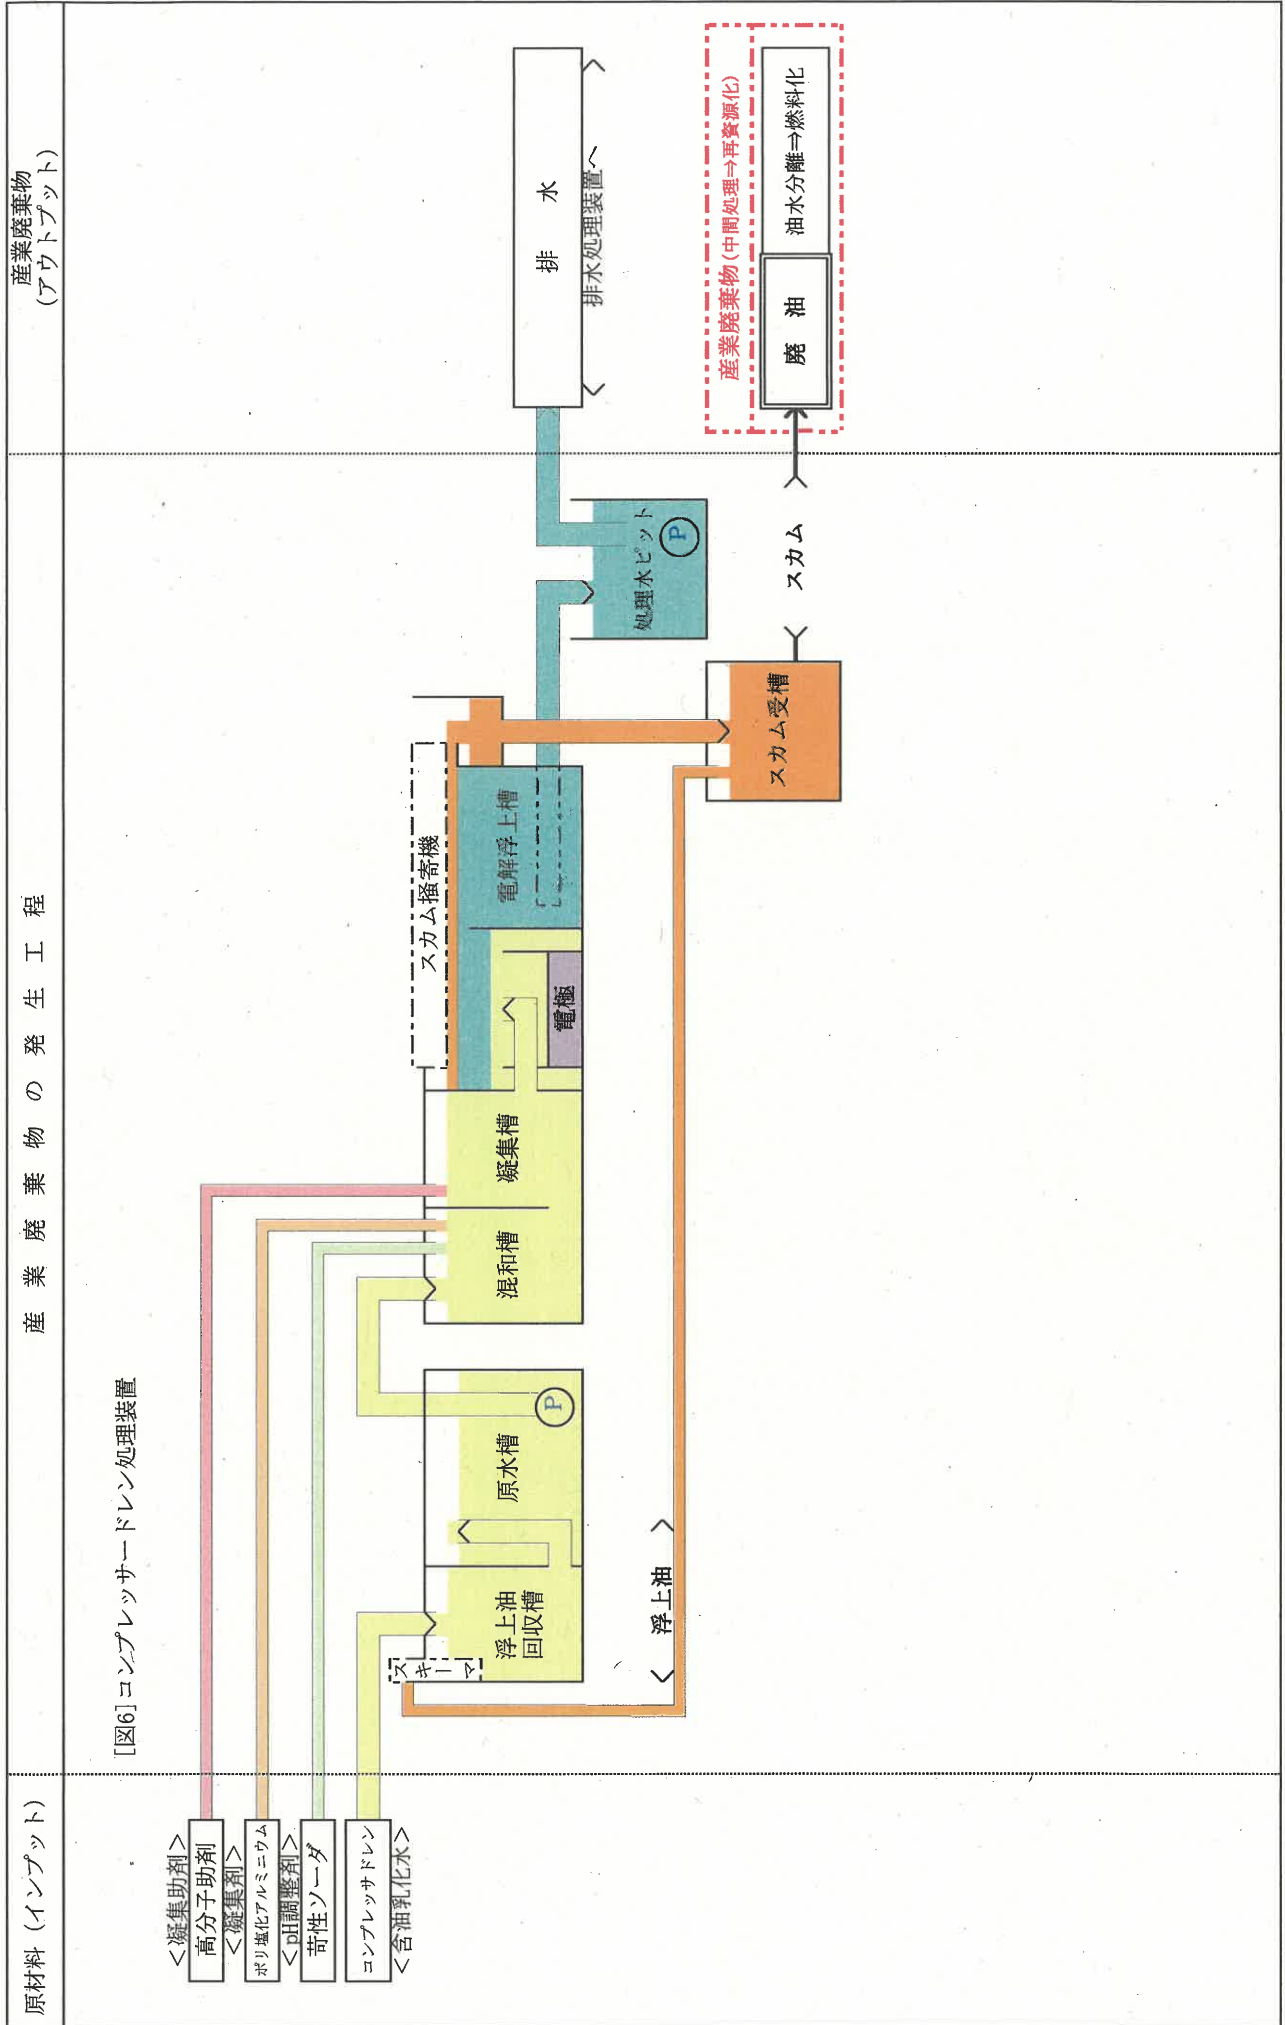 原材料（インプット）
産業廃棄物の発生工程
産業廃棄物
（アウトプット）
[図6]コンプレッサードレン処理装置
＜凝集助剤＞
高分子助剤
＜凝集剤＞
ポリ塩化アルミニウム
＜pH調整剤＞
苛性ソーダ
コンプレッサドレン
＜含油乳化水＞
スキーマ
浮上油
回収槽
原水槽
P
混和槽
凝集槽
スカム掻寄機
電極
電解浮上槽
浮上油
スカム受槽
処理水ピット
P
スカム
排水
排水処理装置へ
産業廃棄物(中間処理⇒再資源化)
廃油
油水分離⇒燃料化